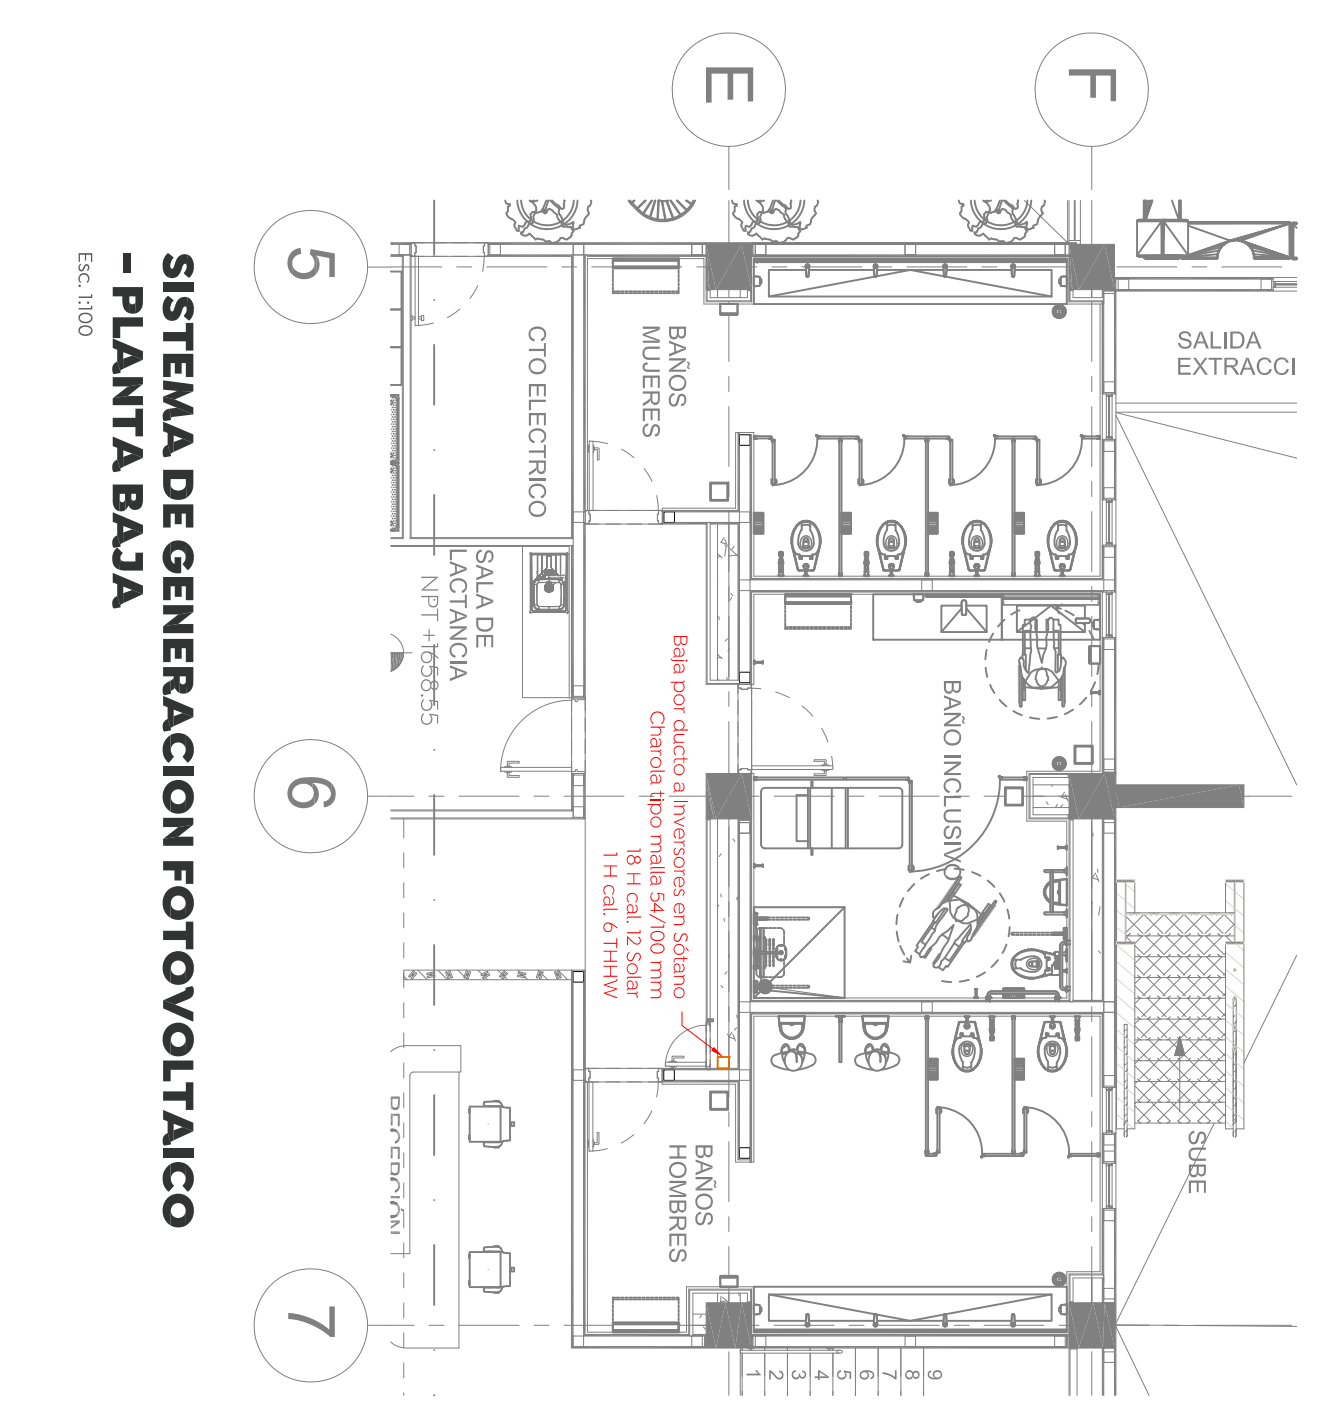 E
F
5
6
7
SISTEMA DE GENERACION FOTOVOLTAICO
- PLANTA BAJA
Esc. 1:100
SALIDA
EXTRACCI
BAÑOS
MUJERES
CTO ELECTRICO
SALA DE
LACTANCIA
NPT +1658.55
BAÑO INCLUSIVO
Baja por ducto a Inversores en Sótano
Charola tipo malla 54/100 mm
18 H cal. 12 Solar
1 H cal. 6 THHW
SUBE
BAÑOS
HOMBRES
RECEPCIÓN
1
2
3
4
5
6
7
8
9